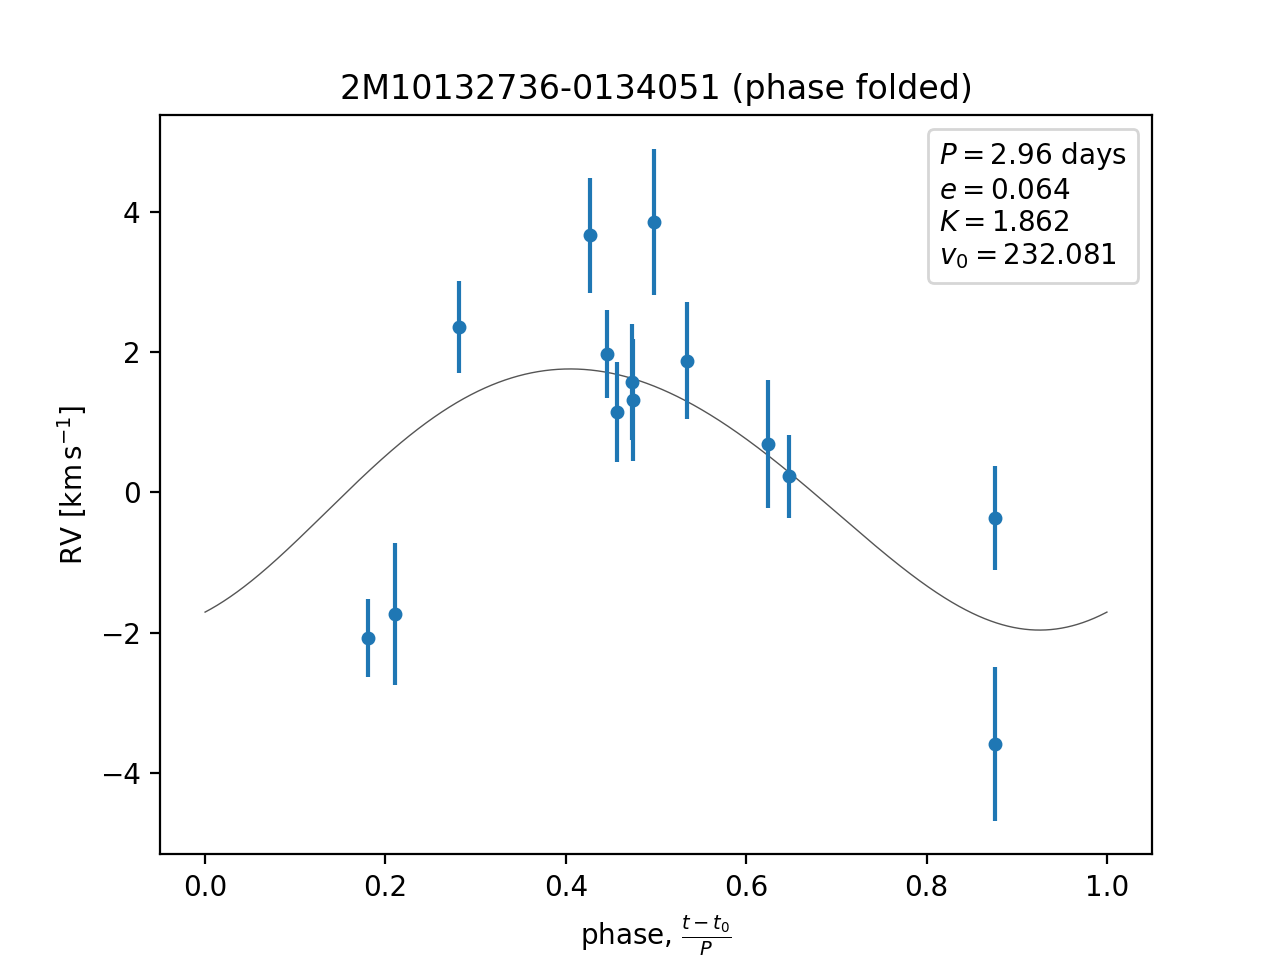 2M10132736-0134051 (phase folded)
P = 2.96 days
e = 0.064
K = 1.862
v₀ = 232.081
RV [km s⁻¹]
4
2
0
−2
−4
0.0 0.2 0.4 0.6 0.8 1.0
phase, (t − t₀)/P